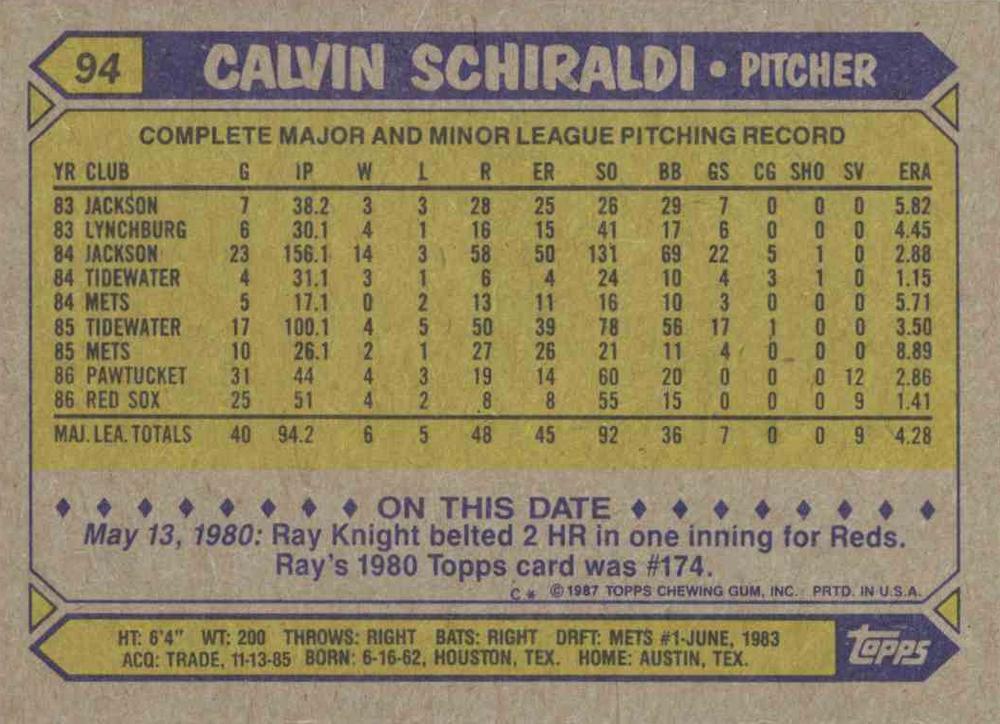 94 CALVIN SCHIRALDI • PITCHER
COMPLETE MAJOR AND MINOR LEAGUE PITCHING RECORD
YR CLUB G IP W L R ER SO BB GS CG SHO SV ERA
83 JACKSON 7 38.2 3 3 28 25 26 29 7 0 0 0 5.82
83 LYNCHBURG 6 30.1 4 1 16 15 41 17 6 0 0 0 4.45
84 JACKSON 23 156.1 14 3 58 50 131 69 22 5 1 0 2.88
84 TIDEWATER 4 31.1 3 1 6 4 24 10 4 3 1 0 1.15
84 METS 5 17.1 0 2 13 11 16 10 3 0 0 0 5.71
85 TIDEWATER 17 100.1 4 5 50 39 78 56 17 1 0 0 3.50
85 METS 10 26.1 2 1 27 26 21 11 4 0 0 0 8.89
86 PAWTUCKET 31 44 4 3 19 14 60 20 0 0 0 12 2.86
86 RED SOX 25 51 4 2 8 8 55 15 0 0 0 9 1.41
MAJ. LEA. TOTALS 40 94.2 6 5 48 45 92 36 7 0 0 9 4.28
ON THIS DATE
May 13, 1980: Ray Knight belted 2 HR in one inning for Reds.
Ray's 1980 Topps card was #174.
C* © 1987 TOPPS CHEWING GUM, INC. PRTD. IN U.S.A.
HT: 6'4" WT: 200 THROWS: RIGHT BATS: RIGHT DRFT: METS #1-JUNE, 1983
ACQ: TRADE, 11-13-85 BORN: 6-16-62, HOUSTON, TEX. HOME: AUSTIN, TEX.
topps